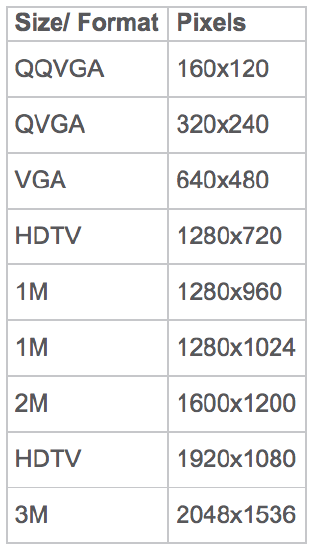 Size/ Format Pixels
QQVGA 160x120
QVGA 320x240
VGA 640x480
HDTV 1280x720
1M 1280x960
1M 1280x1024
2M 1600x1200
HDTV 1920x1080
3M 2048x1536